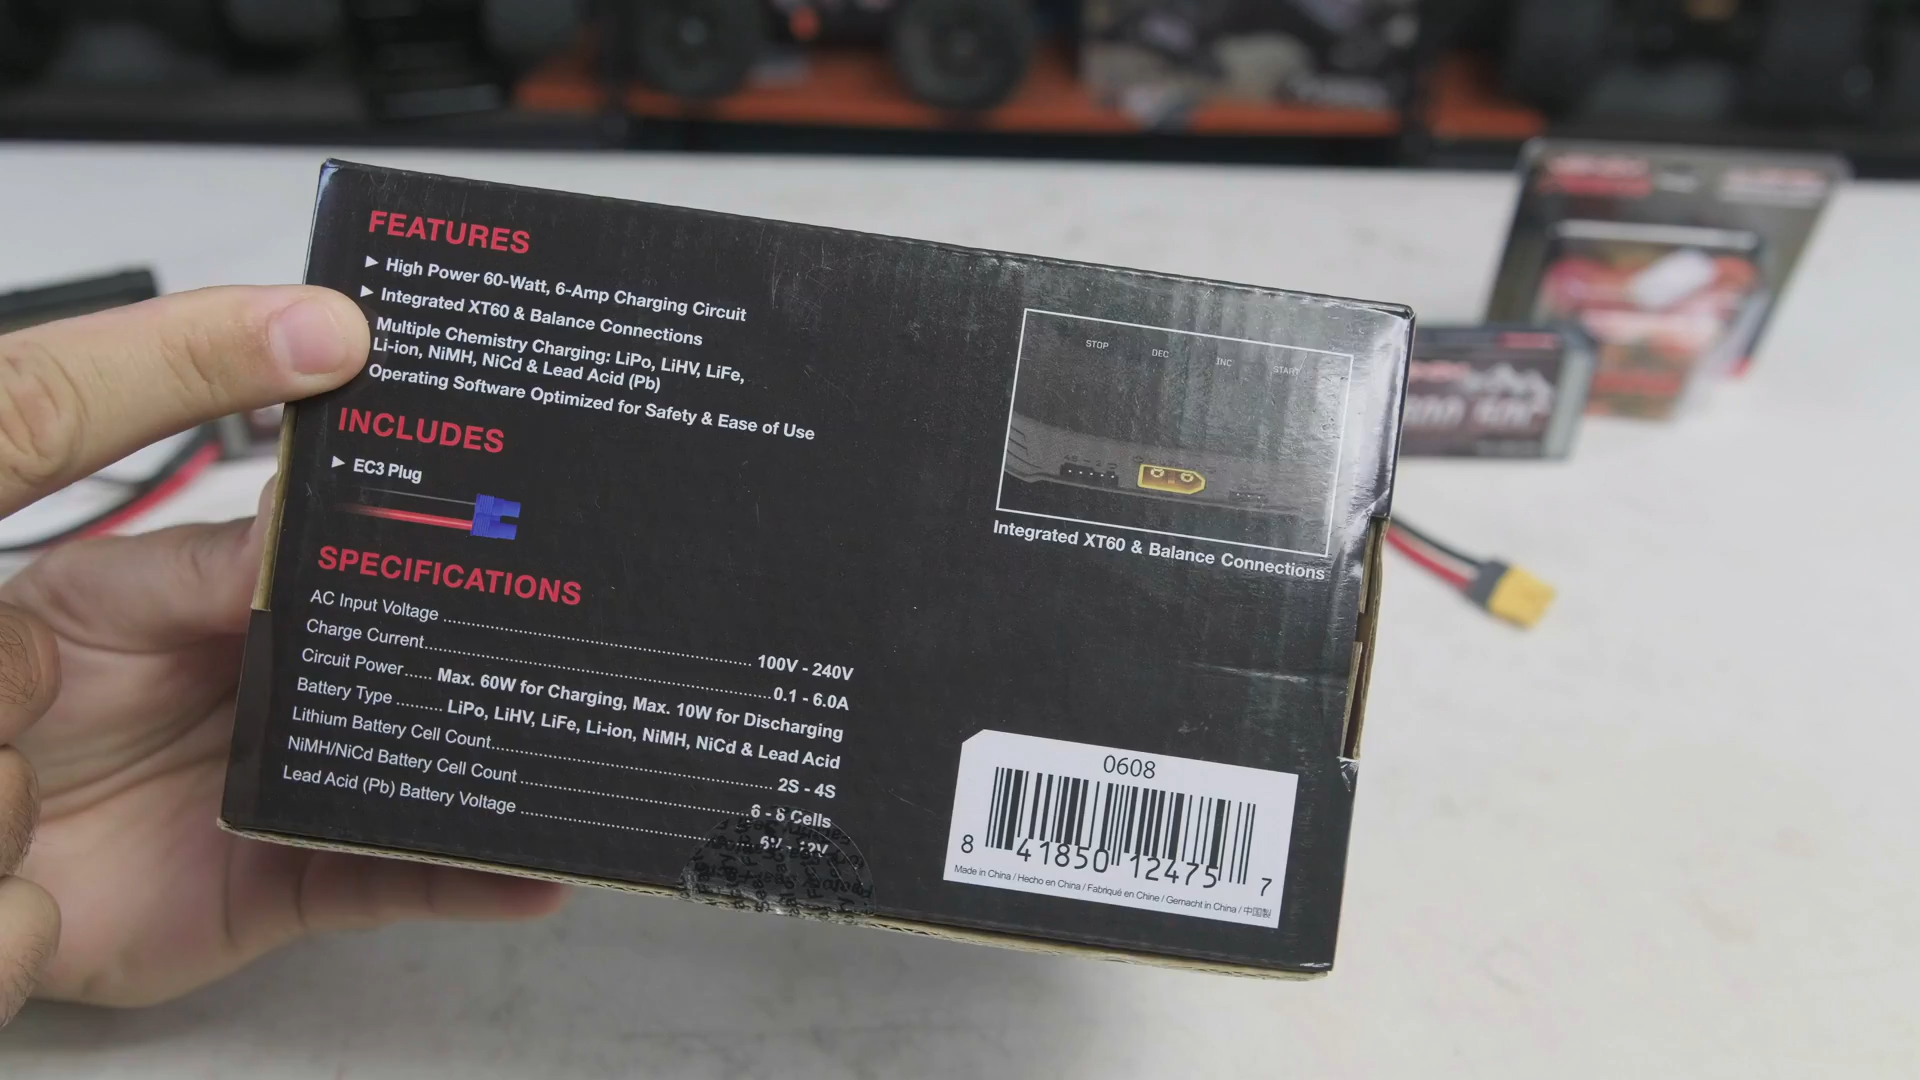 FEATURES
▶ High Power 60-Watt, 6-Amp Charging Circuit
▶ Integrated XT60 & Balance Connections
Multiple Chemistry Charging: LiPo, LiHV, LiFe,
Li-ion, NiMH, NiCd & Lead Acid (Pb)
Operating Software Optimized for Safety & Ease of Use
INCLUDES
▶ EC3 Plug
SPECIFICATIONS
AC Input Voltage ........ 100V - 240V
Charge Current ........ 0.1 - 6.0A
Circuit Power ...... Max. 60W for Charging, Max. 10W for Discharging
Battery Type .......... LiPo, LiHV, LiFe, Li-ion, NiMH, NiCd & Lead Acid
Lithium Battery Cell Count ........ 2S - 4S
NiMH/NiCd Battery Cell Count ........ 6 - 8 Cells
Lead Acid (Pb) Battery Voltage ........ 6V - 12V
STOP DEC INC START
Integrated XT60 & Balance Connections
0608
8 41850 12475 7
Made in China / Hecho en China / Fabriqué en Chine / Gemacht in China / 中国製